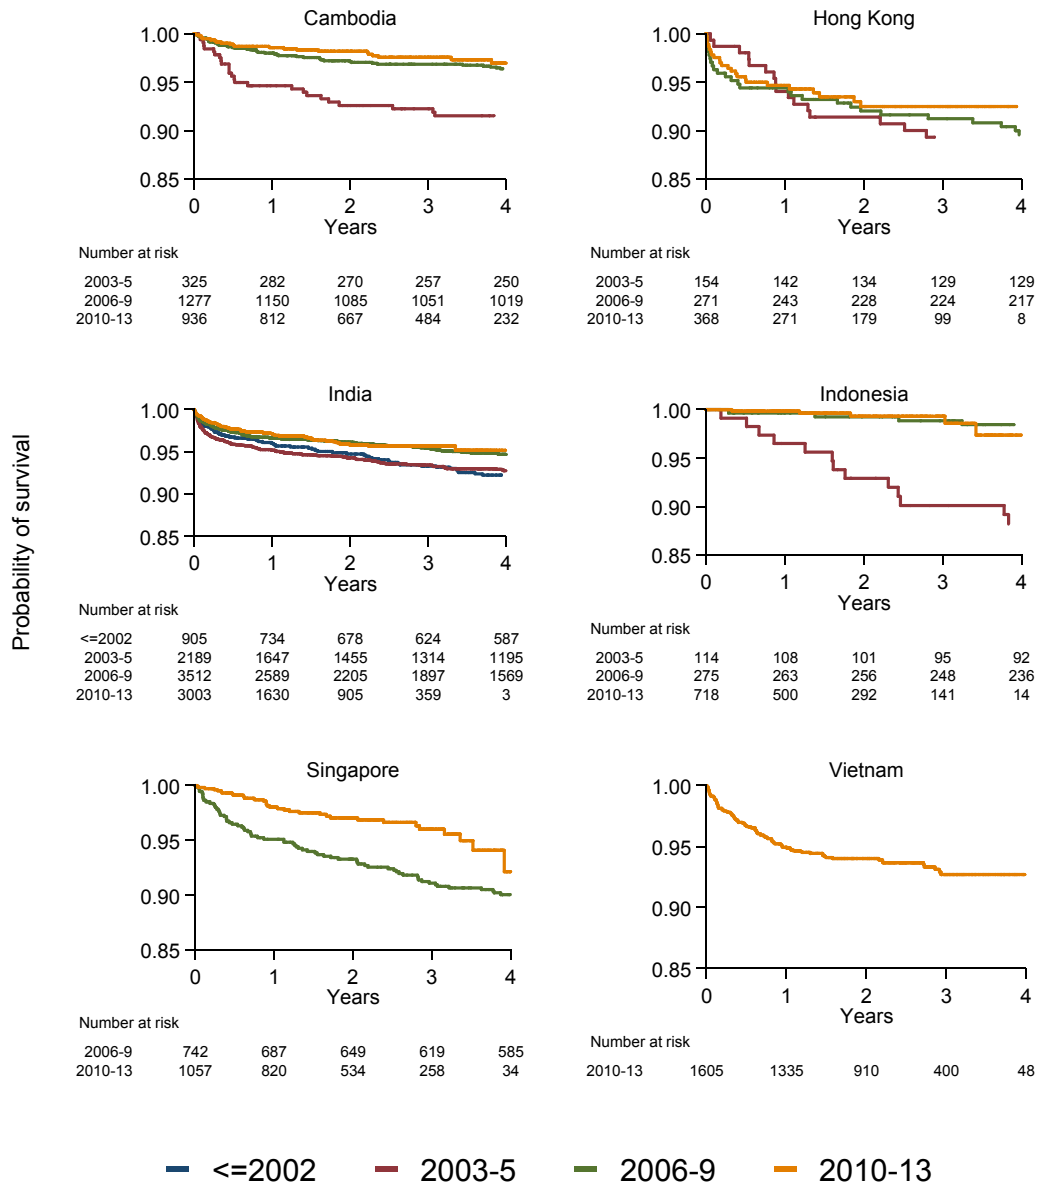 Probability of survival
Cambodia
1.00
0.95
0.90
0.85
0 1 2 3 4
Years
Number at risk
2003-5 325 282 270 257 250
2006-9 1277 1150 1085 1051 1019
2010-13 936 812 667 484 232
Hong Kong
1.00
0.95
0.90
0.85
0 1 2 3 4
Years
Number at risk
2003-5 154 142 134 129 129
2006-9 271 243 228 224 217
2010-13 368 271 179 99 8
India
1.00
0.95
0.90
0.85
0 1 2 3 4
Years
Number at risk
<=2002 905 734 678 624 587
2003-5 2189 1647 1455 1314 1195
2006-9 3512 2589 2205 1897 1569
2010-13 3003 1630 905 359 3
Indonesia
1.00
0.95
0.90
0.85
0 1 2 3 4
Years
Number at risk
2003-5 114 108 101 95 92
2006-9 275 263 256 248 236
2010-13 718 500 292 141 14
Singapore
1.00
0.95
0.90
0.85
0 1 2 3 4
Years
Number at risk
2006-9 742 687 649 619 585
2010-13 1057 820 534 258 34
Vietnam
1.00
0.95
0.90
0.85
0 1 2 3 4
Years
Number at risk
2010-13 1605 1335 910 400 48
<=2002 2003-5 2006-9 2010-13